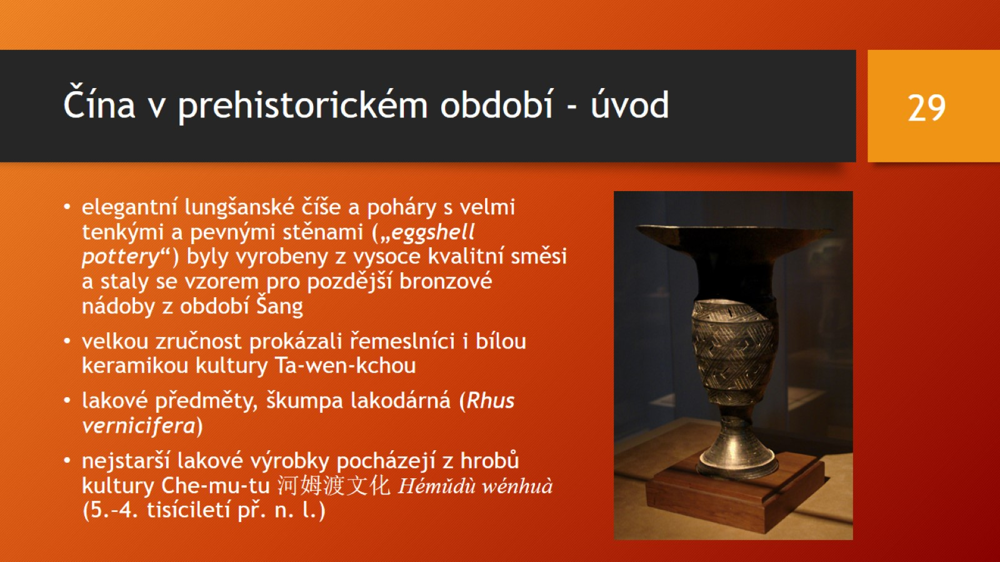 Čína v prehistorickém období - úvod
29
• elegantní lungšanské číše a poháry s velmi
tenkými a pevnými stěnami („eggshell
pottery“) byly vyrobeny z vysoce kvalitní směsi
a staly se vzorem pro pozdější bronzové
nádoby z období Šang
• velkou zručnost prokázali řemeslníci i bílou
keramikou kultury Ta-wen-kchou
• lakové předměty, škumpa lakodárná (Rhus
vernicifera)
• nejstarší lakové výrobky pocházejí z hrobů
kultury Che-mu-tu 河姆渡文化 Hémǔdù wénhuà
(5.–4. tisíciletí př. n. l.)